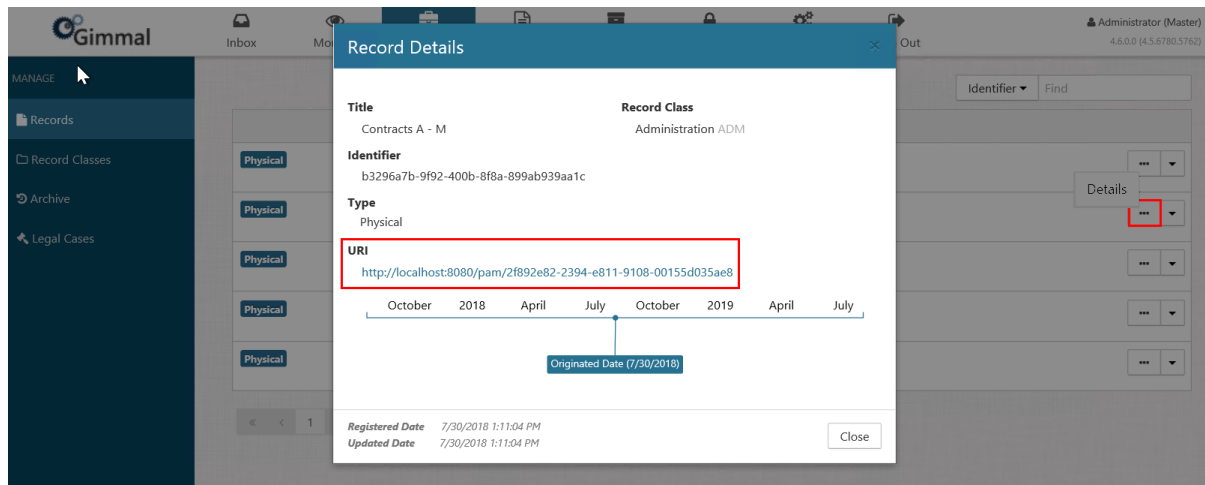 Gimmal
Inbox
Mo
Out
Administrator (Master)
4.6.0.0 (4.5.6780.5762)
MANAGE
Records
Record Classes
Archive
Legal Cases
Identifier
Find
Physical
Physical
Physical
Physical
Physical
Details
« < 1
Record Details
×
Title
Contracts A - M
Record Class
Administration ADM
Identifier
b3296a7b-9f92-400b-8f8a-899ab939aa1c
Type
Physical
URI
http://localhost:8080/pam/2f892e82-2394-e811-9108-00155d035ae8
October 2018 April July October 2019 April July
Originated Date (7/30/2018)
Registered Date 7/30/2018 1:11:04 PM
Updated Date 7/30/2018 1:11:04 PM
Close